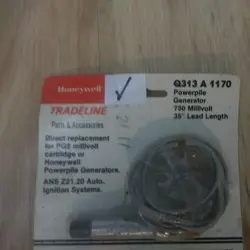 Honeywell
TRADELINE
Parts & Accessories
Direct replacement
for PG9 millivolt
cartridge or
Honeywell
Powerpile Generators.
ANS Z21.20 Auto.
Ignition Systems.
Q313 A 1170
Powerpile
Generator
750 Millivolt
35" Lead Length